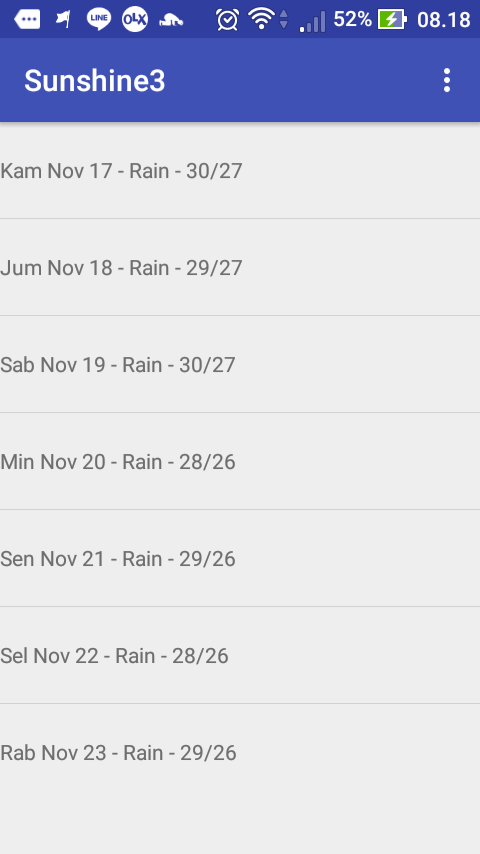 LINE OLX 52% 08.18
Sunshine3
Kam Nov 17 - Rain - 30/27
Jum Nov 18 - Rain - 29/27
Sab Nov 19 - Rain - 30/27
Min Nov 20 - Rain - 28/26
Sen Nov 21 - Rain - 29/26
Sel Nov 22 - Rain - 28/26
Rab Nov 23 - Rain - 29/26